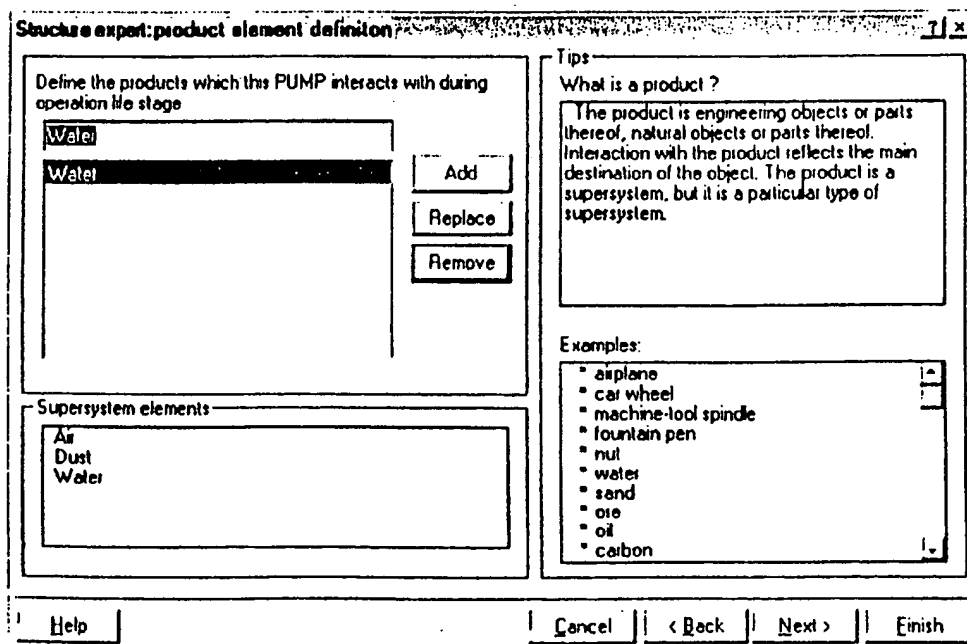 Structure expert:product element definiton
? ×
Define the products which this PUMP interacts with during
operation life stage
Water
Water
Add
Replace
Remove
Supersystem elements
Air
Dust
Water
Tips
What is a product ?
The product is engineering objects or parts
thereof, natural objects or parts thereof.
Interaction with the product reflects the main
destination of the object. The product is a
supersystem, but it is a particular type of
supersystem.
Examples:
* airplane
* car wheel
* machine-tool spindle
* fountain pen
* nut
* water
* sand
* ore
* oil
* carbon
Help
Cancel
< Back
Next >
Finish